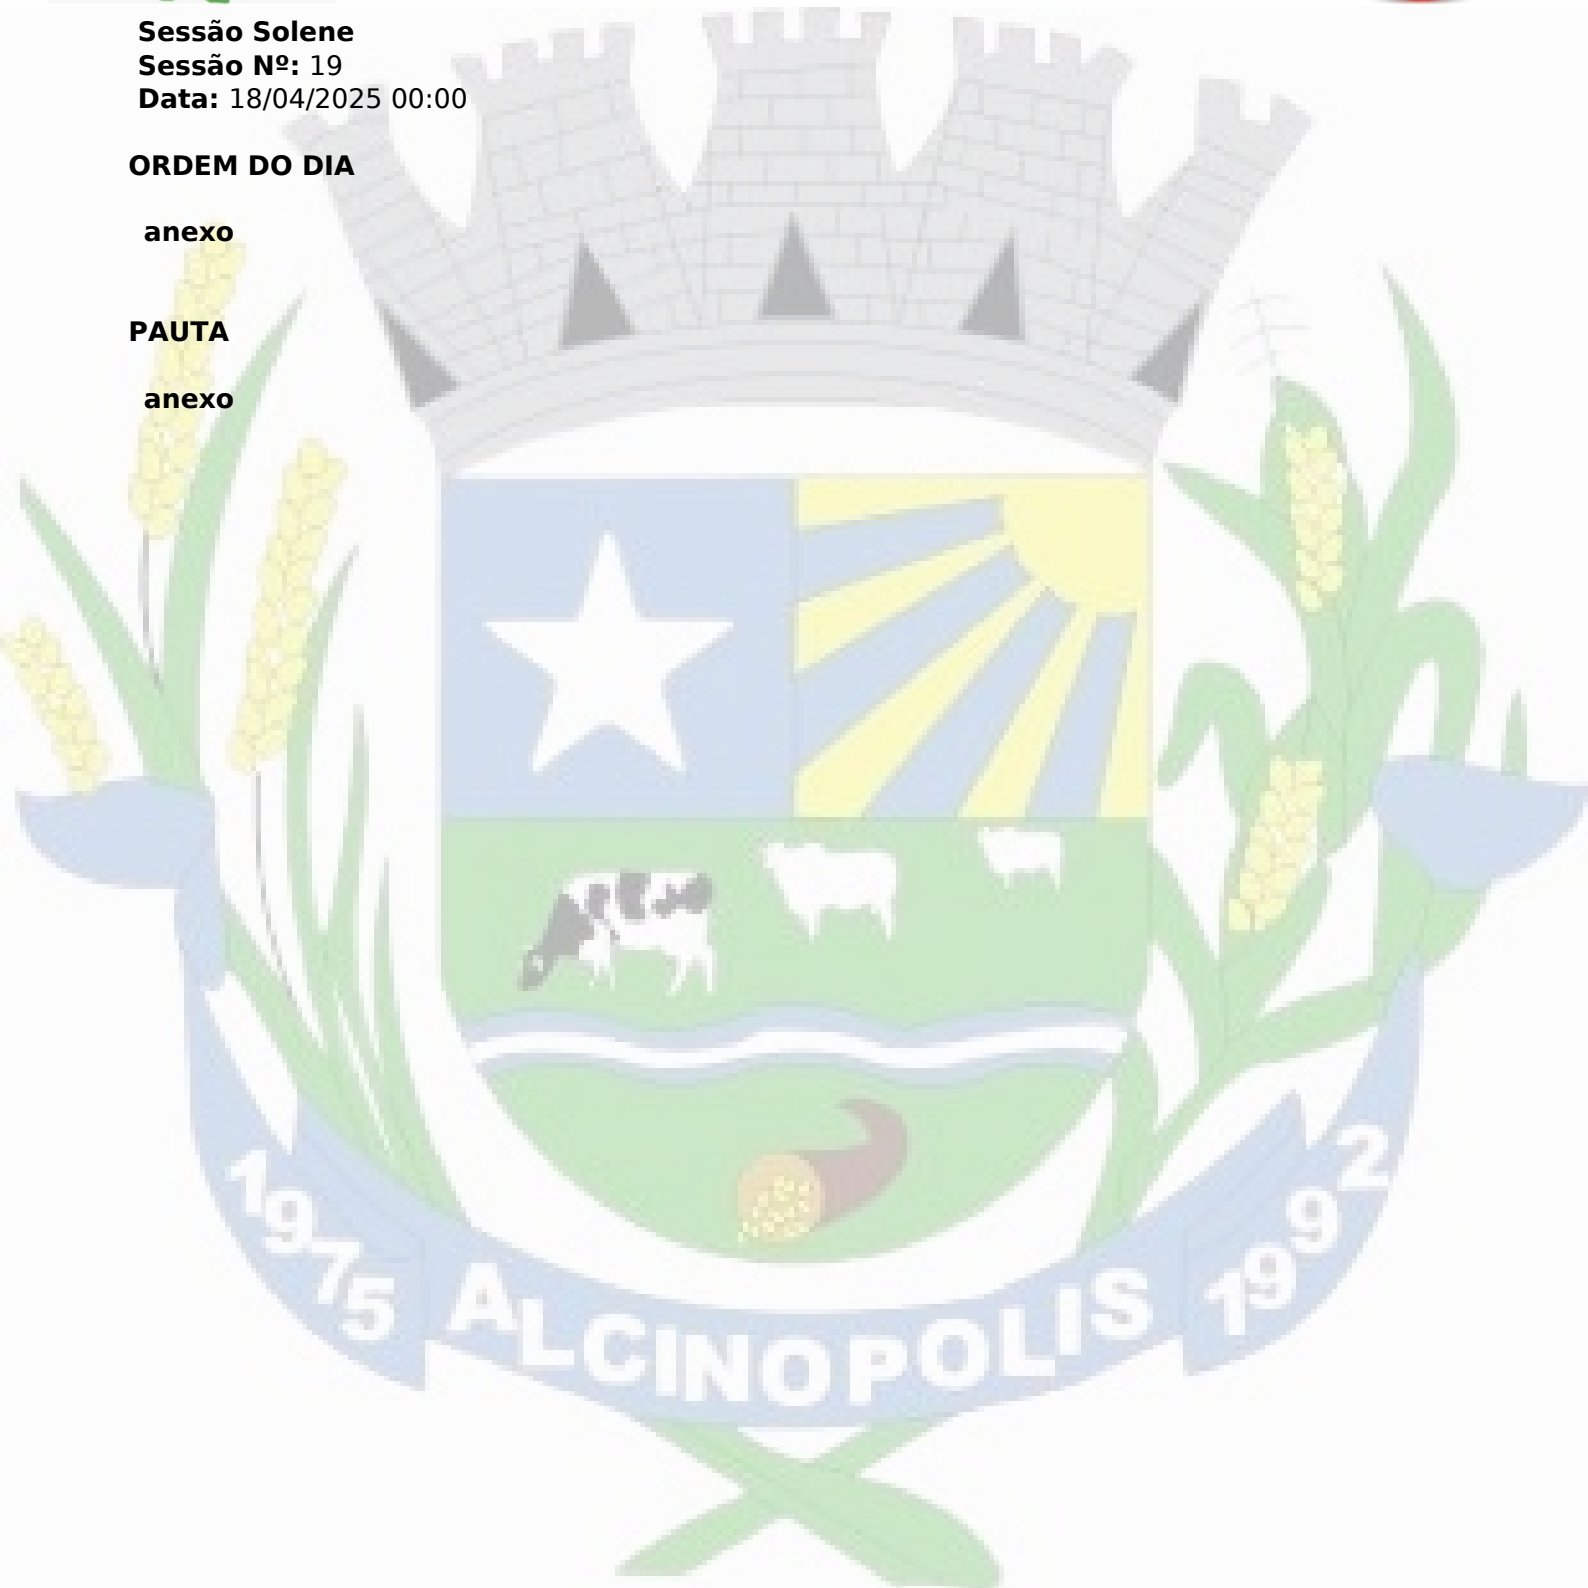 Sessão Solene
Sessão Nº: 19
Data: 18/04/2025 00:00
ORDEM DO DIA
anexo
PAUTA
anexo
1975 ALCINOPOLIS 1992